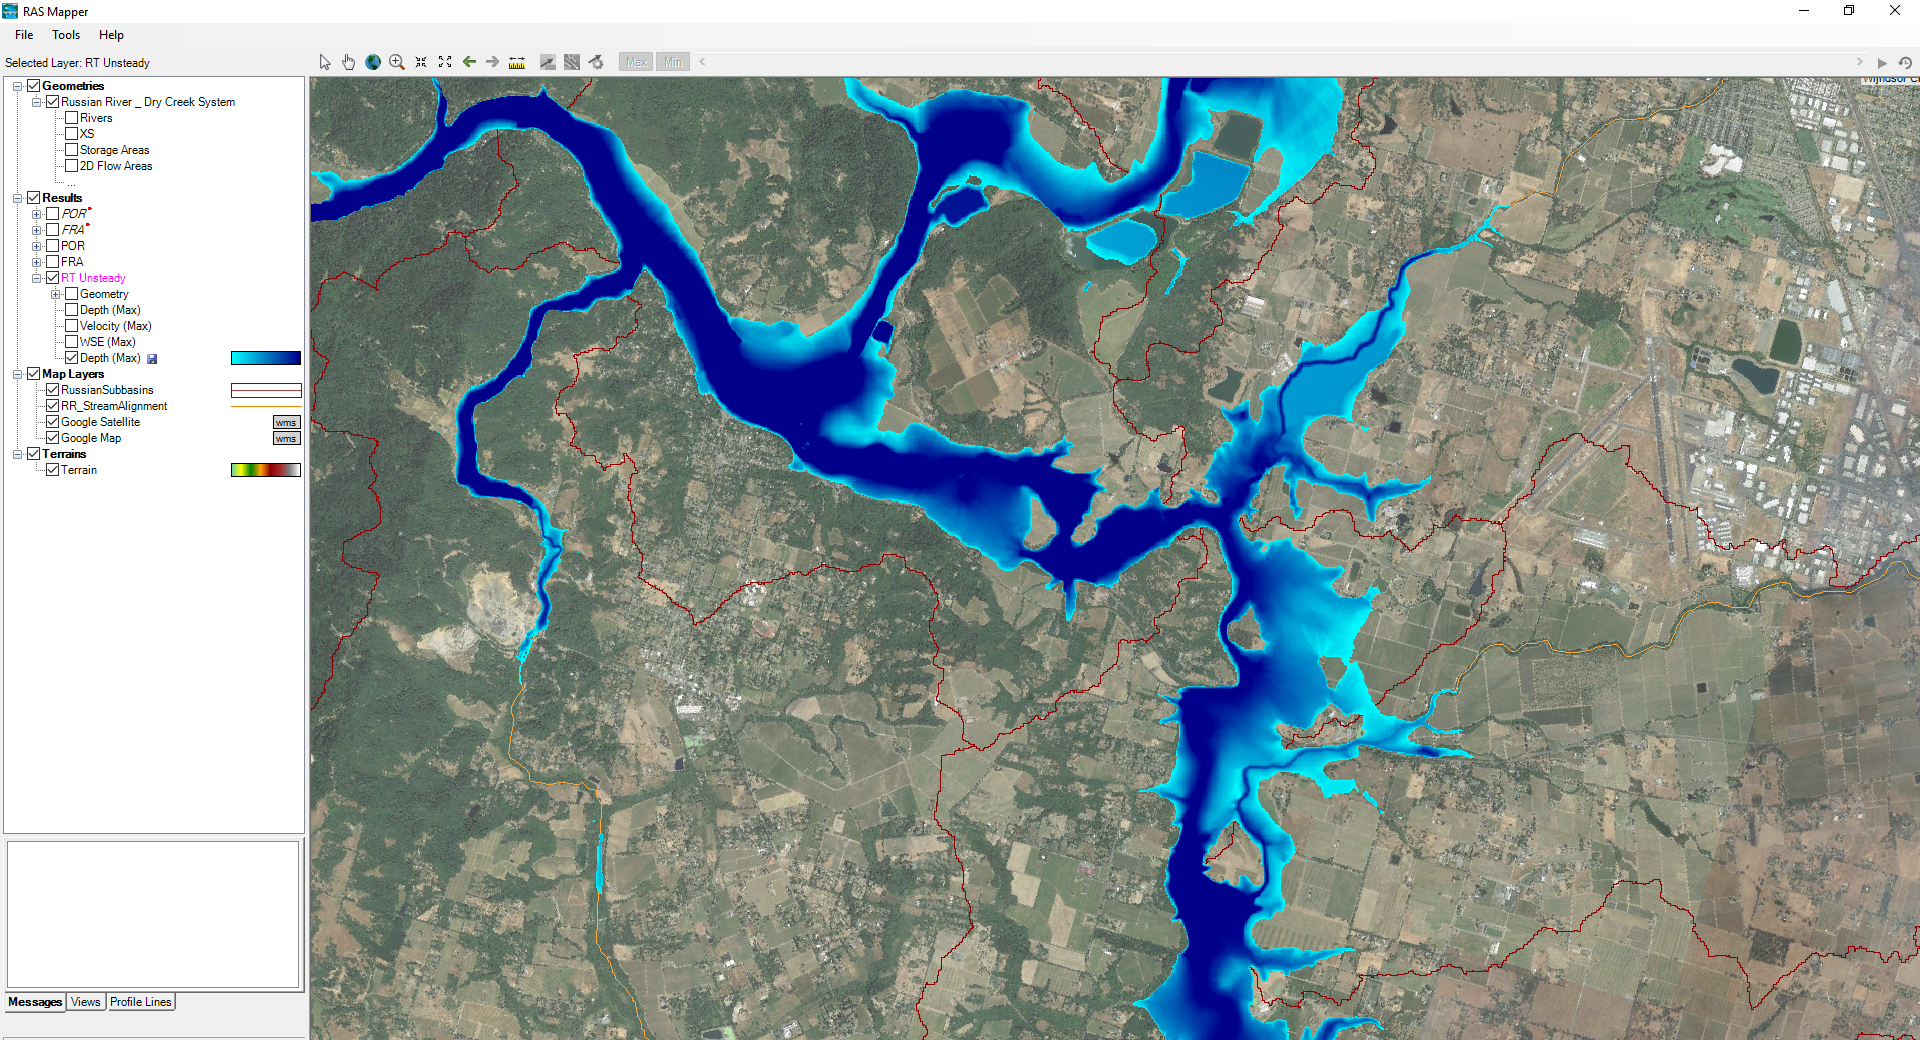 RAS Mapper
File Tools Help
Selected Layer: RT Unsteady
Max Min
Geometries
Russian River _ Dry Creek System
Rivers
XS
Storage Areas
2D Flow Areas
...
Results
POR
FRA
POR
FRA
RT Unsteady
Geometry
Depth (Max)
Velocity (Max)
WSE (Max)
Depth (Max)
Map Layers
RussianSubbasins
RR_StreamAlignment
Google Satellite wms
Google Map wms
Terrains
Terrain
Messages Views Profile Lines